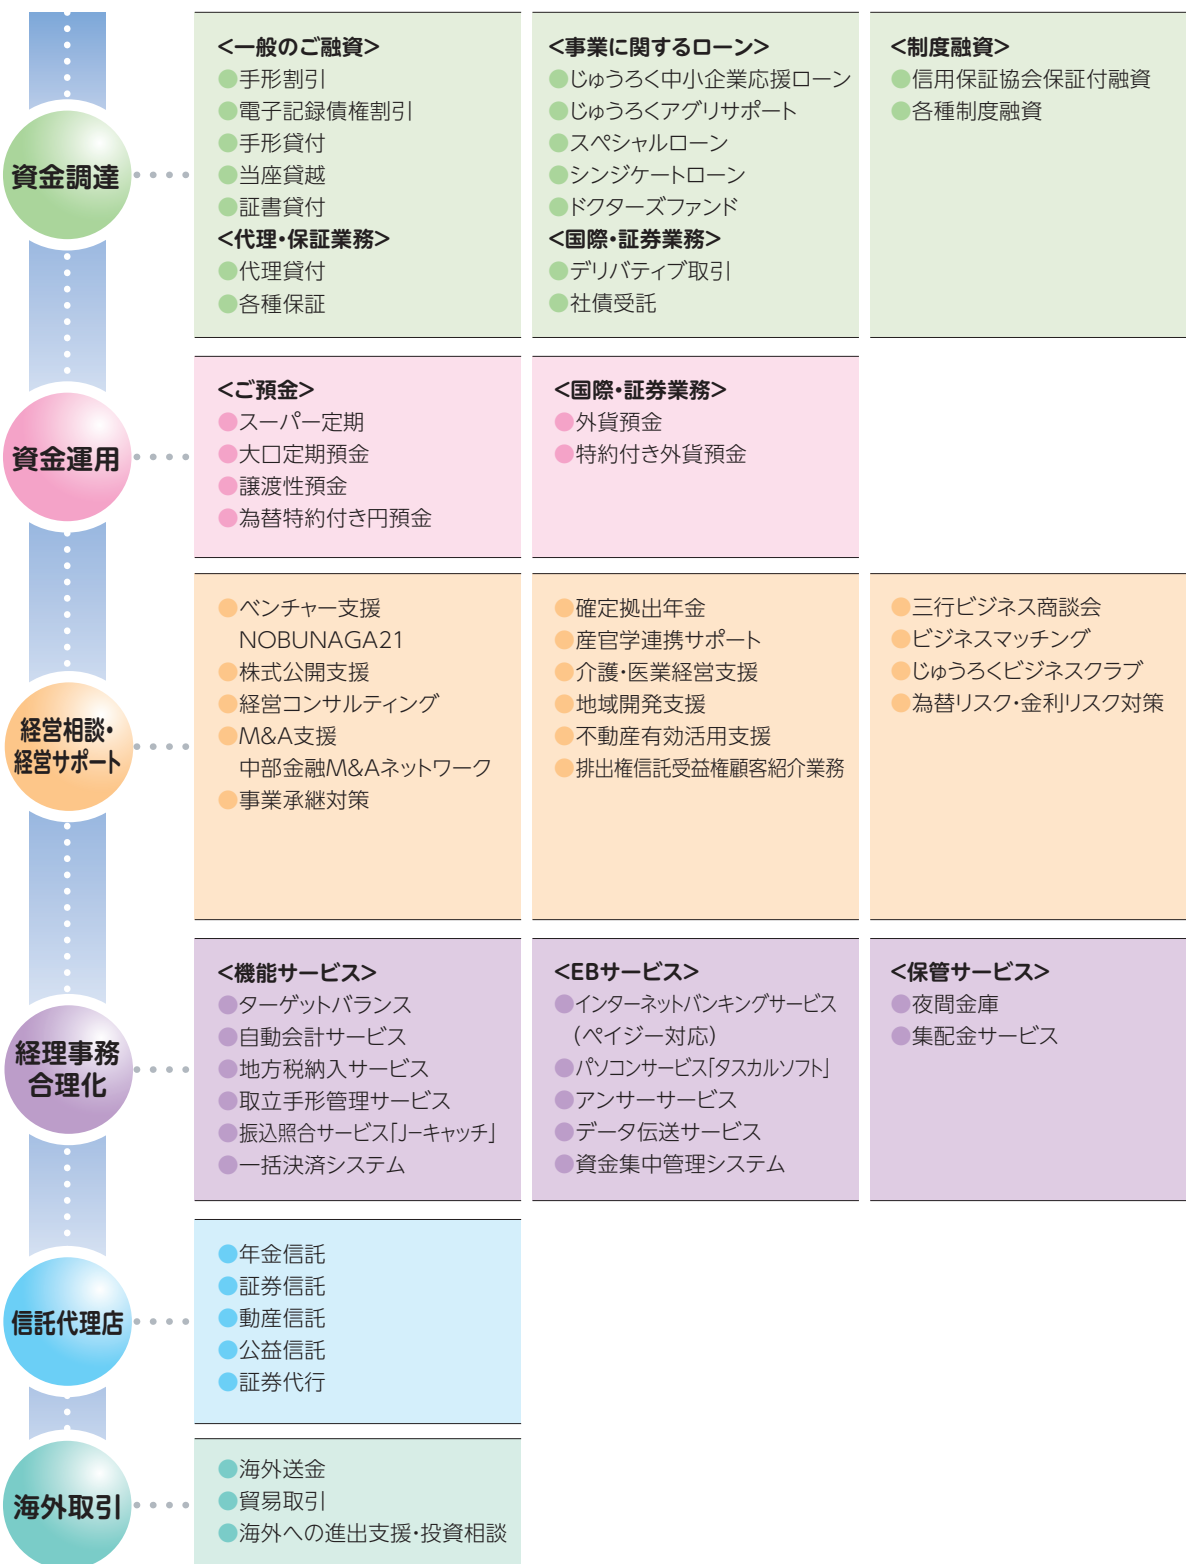 資金調達
<一般のご融資>
●手形割引
●電子記録債権割引
●手形貸付
●当座貸越
●証書貸付
<代理・保証業務>
●代理貸付
●各種保証
<事業に関するローン>
●じゅうろく中小企業応援ローン
●じゅうろくアグリサポート
●スペシャルローン
●シンジケートローン
●ドクターズファンド
<国際・証券業務>
●デリバティブ取引
●社債受託
<制度融資>
●信用保証協会保証付融資
●各種制度融資
資金運用
<ご預金>
●スーパー定期
●大口定期預金
●譲渡性預金
●為替特約付き円預金
<国際・証券業務>
●外貨預金
●特約付き外貨預金
経営相談・
経営サポート
●ベンチャー支援
NOBUNAGA21
●株式公開支援
●経営コンサルティング
●M&A支援
中部金融M&Aネットワーク
●事業承継対策
●確定拠出年金
●産官学連携サポート
●介護・医業経営支援
●地域開発支援
●不動産有効活用支援
●排出権信託受益権顧客紹介業務
●三行ビジネス商談会
●ビジネスマッチング
●じゅうろくビジネスクラブ
●為替リスク・金利リスク対策
経理事務
合理化
<機能サービス>
●ターゲットバランス
●自動会計サービス
●地方税納入サービス
●取立手形管理サービス
●振込照合サービス「J-キャッチ」
●一括決済システム
<EBサービス>
●インターネットバンキングサービス
(ペイジー対応)
●パソコンサービス「タスカルソフト」
●アンサーサービス
●データ伝送サービス
●資金集中管理システム
<保管サービス>
●夜間金庫
●集配金サービス
信託代理店
●年金信託
●証券信託
●動産信託
●公益信託
●証券代行
海外取引
●海外送金
●貿易取引
●海外への進出支援・投資相談